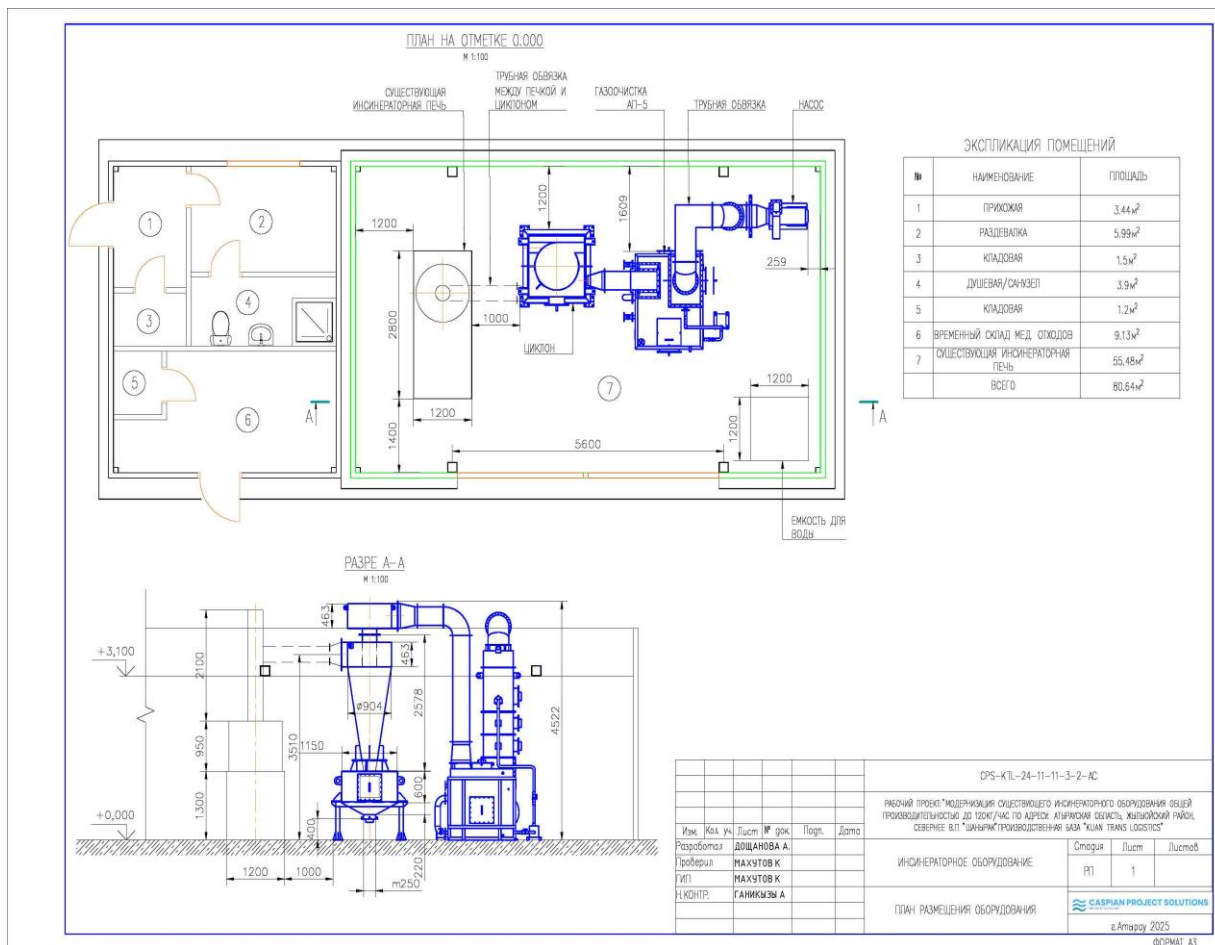 ПЛАН НА ОТМЕТКЕ 0.000
М 1:100
СУЩЕСТВУЮЩАЯ
ИНСИНЕРАТОРНАЯ ПЕЧЬ
ТРУБНАЯ ОБВЯЗКА
МЕЖДУ ПЕЧКОЙ И
ЦИКЛОНОМ
ГАЗООЧИСТКА
АП-5
ТРУБНАЯ ОБВЯЗКА
НАСОС
1200
1200
1609
259
2800
1000
ЦИКЛОН
1200
1400
5600
1200
1200
1
2
3
4
5
6
7
А
А
ЕМКОСТЬ ДЛЯ
ВОДЫ
ЭКСПЛИКАЦИЯ ПОМЕЩЕНИЙ
№ НАИМЕНОВАНИЕ ПЛОЩАДЬ
1 ПРИХОЖАЯ 3.44м²
2 РАЗДЕВАЛКА 5.99м²
3 КЛАДОВАЯ 1.5м²
4 ДУШЕВАЯ/САНУЗЕЛ 3.9м²
5 КЛАДОВАЯ 1.2м²
6 ВРЕМЕННЫЙ СКЛАД МЕД. ОТХОДОВ 9.13м²
7 СУЩЕСТВУЮЩАЯ ИНСИНЕРАТОРНАЯ
ПЕЧЬ 55.48м²
ВСЕГО 80.64м²
РАЗРЕ А-А
М 1:100
+3,100
+0,000
2100
950
1300
463
463
2578
4522
3510
ø904
1150
600
400
220
1200
1000
m250
CPS-KTL-24-11-11-3-2-АС
РАБОЧИЙ ПРОЕКТ:"МОДЕРНИЗАЦИЯ СУЩЕСТВУЮЩЕГО ИНСИНЕРАТОРНОГО ОБОРУДОВАНИЯ ОБЩЕЙ
ПРОИЗВОДИТЕЛЬНОСТЬЮ ДО 120КГ/ЧАС ПО АДРЕСУ: АТЫРАУСКАЯ ОБЛАСТЬ, ЖЫЛЫОЙСКИЙ РАЙОН,
СЕВЕРНЕЕ В.П "ШАНЫРАК"ПРОИЗВОДСТВЕННАЯ БАЗА "KUAN TRANS LOGISTICS"
Изм. Кол. уч Лист № док. Подп. Дата
Разработал ДОЩАНОВА А.
Проверил МАХУТОВ К
ГИП МАХУТОВ К
Н.КОНТР. ГАНИКЫЗЫ А
ИНСИНЕРАТОРНОЕ ОБОРУДОВАНИЕ
Стадия Лист Листов
РП 1
ПЛАН РАЗМЕЩЕНИЯ ОБОРУДОВАНИЯ
CASPIAN PROJECT SOLUTIONS
г.Атырау 2025
ФОРМАТ А3